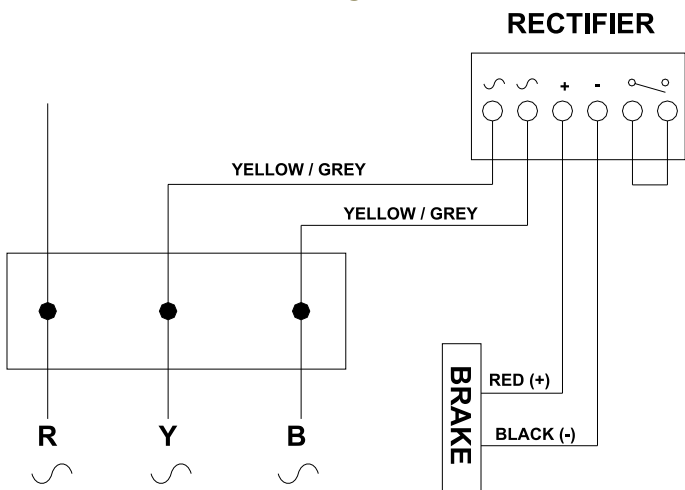 RECTIFIER
+ -
YELLOW / GREY
YELLOW / GREY
BRAKE
RED (+)
BLACK (-)
R Y B